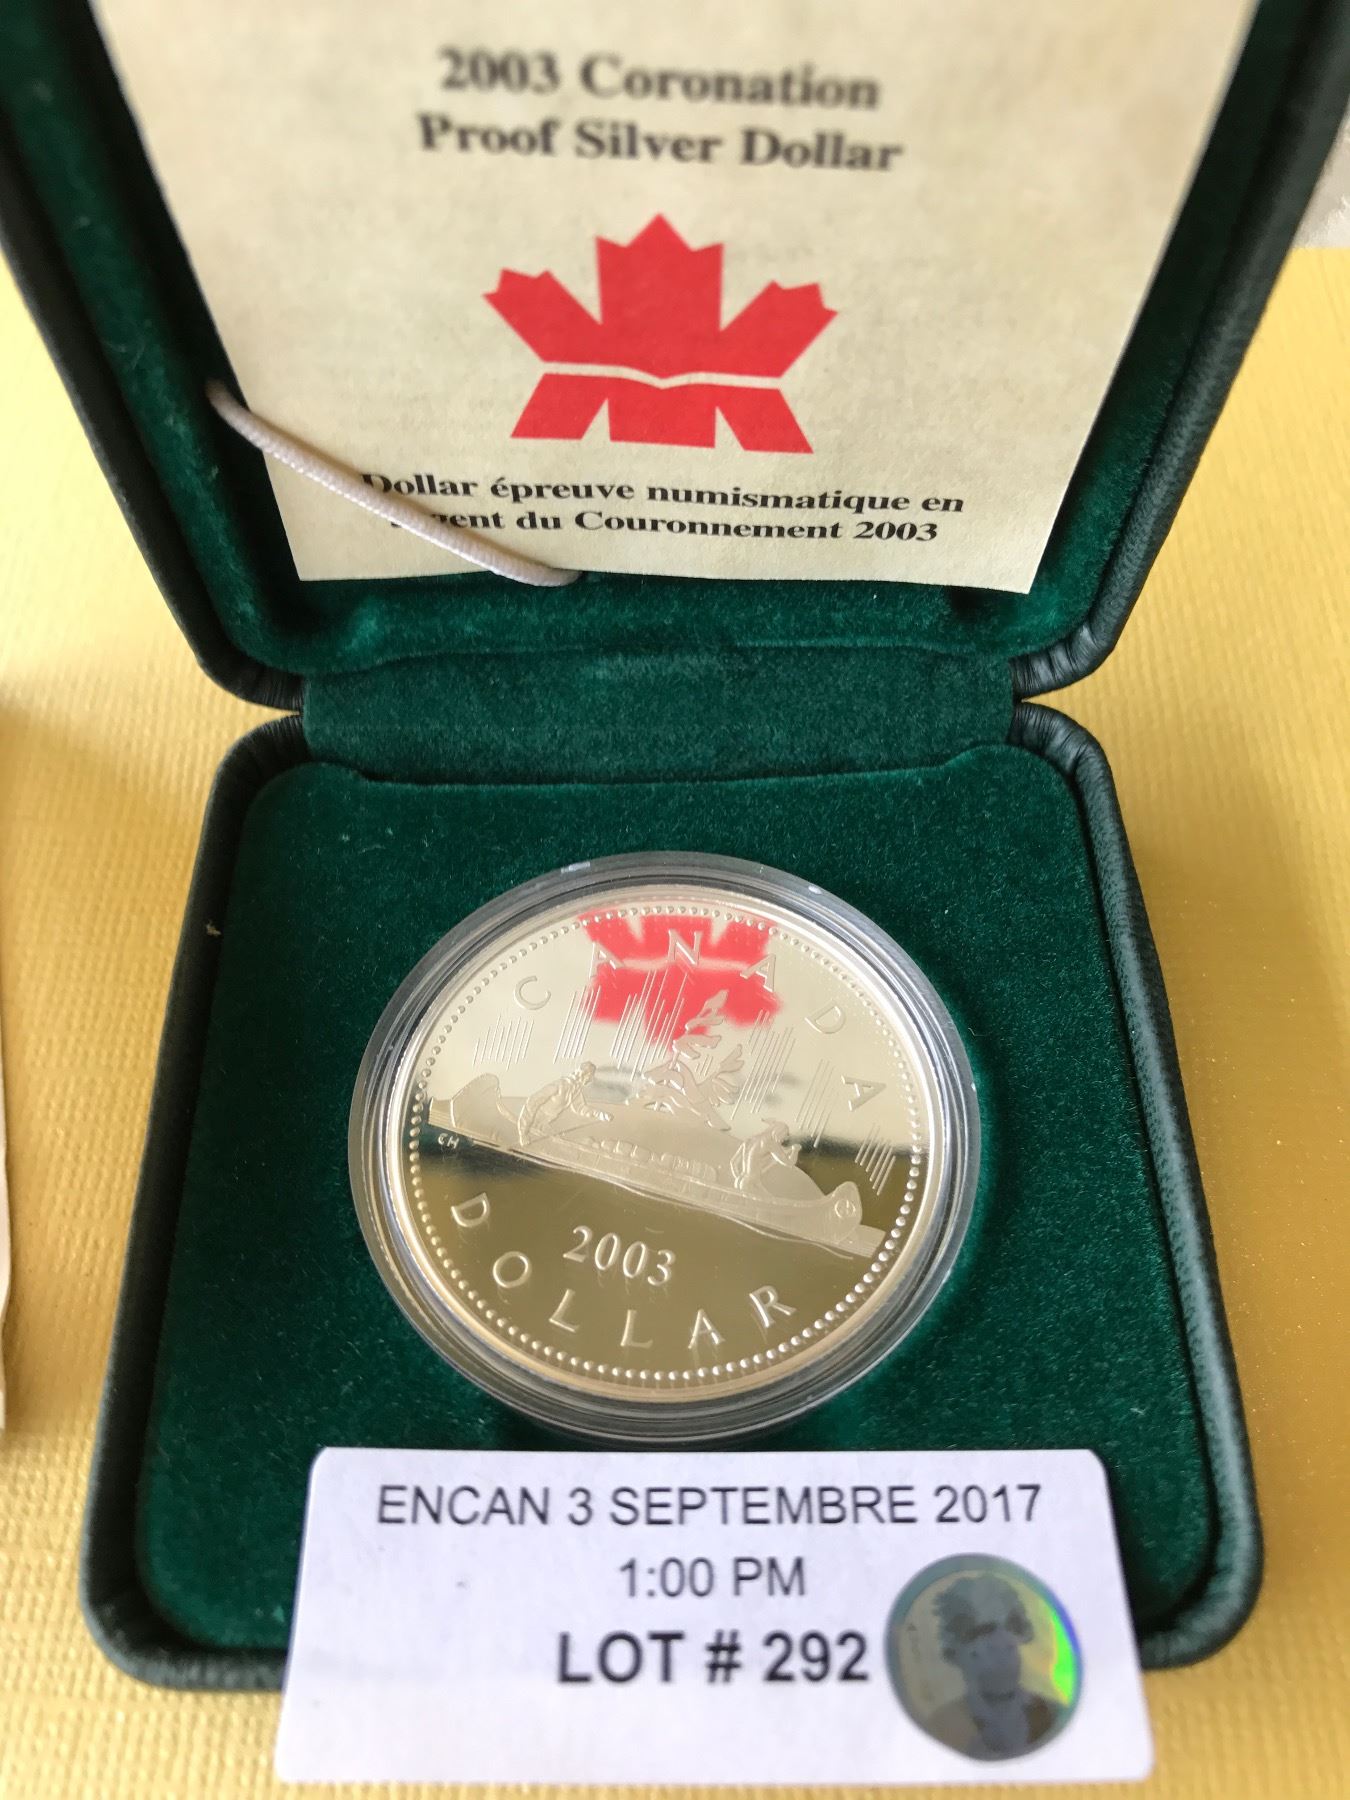 2003 Coronation
Proof Silver Dollar
Dollar épreuve numismatique en
du Couronnement 2003
CANADA
CH
2003
DOLLAR
ENCAN 3 SEPTEMBRE 2017
1:00 PM
LOT # 292